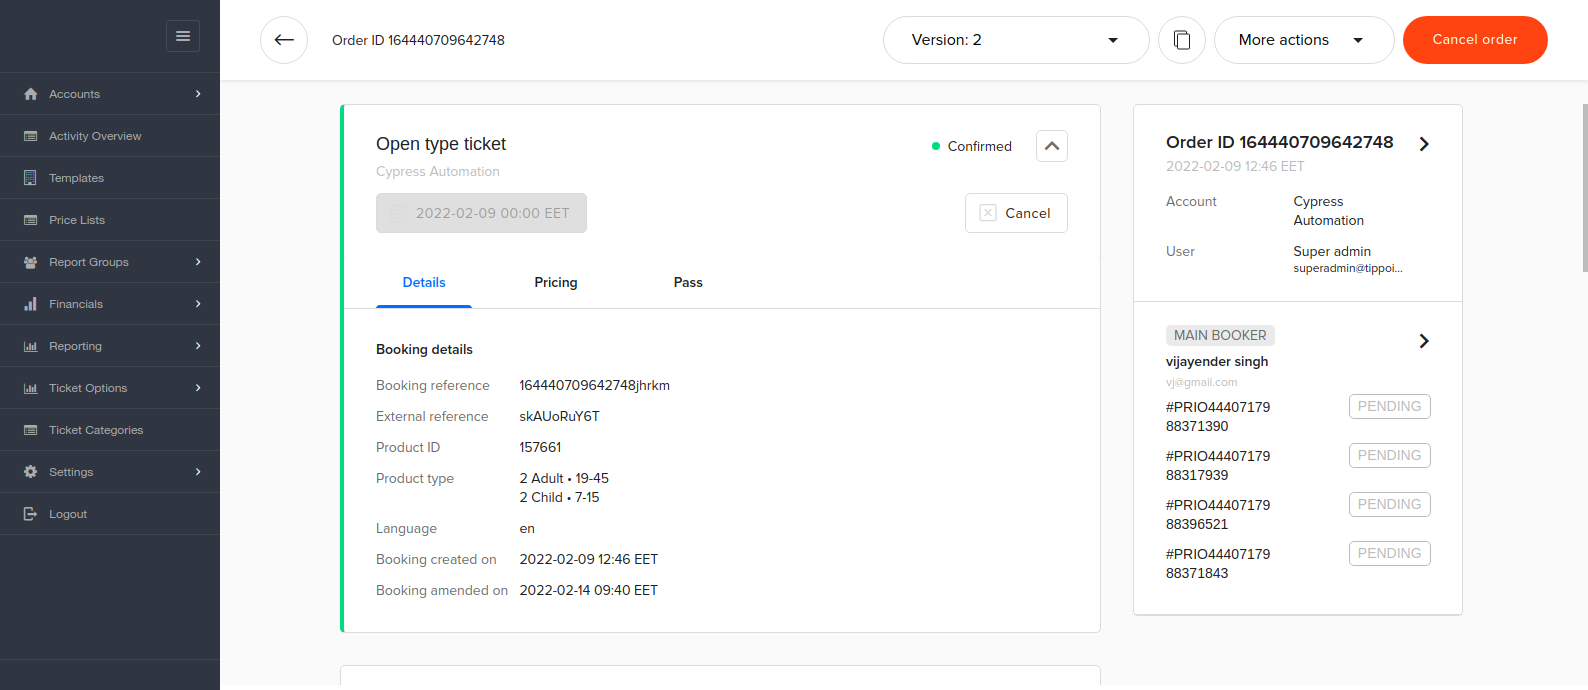 Order ID 164440709642748
Version: 2
More actions
Cancel order
Accounts
Activity Overview
Templates
Price Lists
Report Groups
Financials
Reporting
Ticket Options
Ticket Categories
Settings
Logout
Open type ticket
Confirmed
Cypress Automation
2022-02-09 00:00 EET
Cancel
Details Pricing Pass
Booking details
Booking reference 164440709642748jhrkm
External reference skAUoRuY6T
Product ID 157661
Product type 2 Adult • 19-45
2 Child • 7-15
Language en
Booking created on 2022-02-09 12:46 EET
Booking amended on 2022-02-14 09:40 EET
Order ID 164440709642748
2022-02-09 12:46 EET
Account Cypress
Automation
User Super admin
superadmin@tippoi...
MAIN BOOKER
vijayender singh
vj@gmail.com
#PRIO44407179 PENDING
88371390
#PRIO44407179 PENDING
88317939
#PRIO44407179 PENDING
88396521
#PRIO44407179 PENDING
88371843